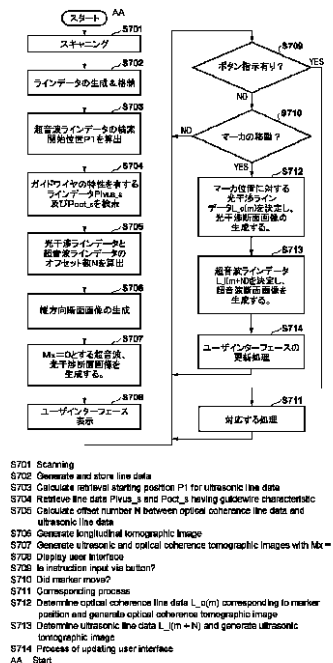 スタート
AA
S701
スキャニング
S702
ラインデータの生成&格納
S703
超音波ラインデータの検索
開始位置P1を算出
S704
ガイドワイヤの特性を有する
ラインデータPivus_s
及びPoct_sを検索
S705
光干渉ラインデータと
超音波ラインデータの
オフセット数Nを算出
S706
縦方向断面画像の生成
S707
Mx=0とする超音波、
光干渉断面画像を
生成する。
S708
ユーザインターフェース
表示
S709
ボタン指示有り?
YES
NO
S710
マーカの移動?
NO
YES
S712
マーカ位置に対する
光干渉ライン
データL_o(m)を決定し、
光干渉断面画像の
生成する。
S713
超音波ラインデータ
L_i(m+N)を決定し、
超音波断面画像を
生成する。
S714
ユーザインターフェースの
更新処理
S711
対応する処理
S701 Scanning
S702 Generate and store line data
S703 Calculate retrieval starting position P1 for ultrasonic line data
S704 Retrieve line data Pivus_s and Poct_s having guidewire characteristic
S705 Calculate offset number N between optical coherence line data and
ultrasonic line data
S706 Generate longitudinal tomographic image
S707 Generate ultrasonic and optical coherence tomographic images with Mx =
S708 Display user interface
S709 Is instruction input via button?
S710 Did marker move?
S711 Corresponding process
S712 Determine optical coherence line data L_o(m) corresponding to marker
position and generate optical coherence tomographic image
S713 Determine ultrasonic line data L_i(m + N) and generate ultrasonic
tomographic image
S714 Process of updating user interface
AA Start